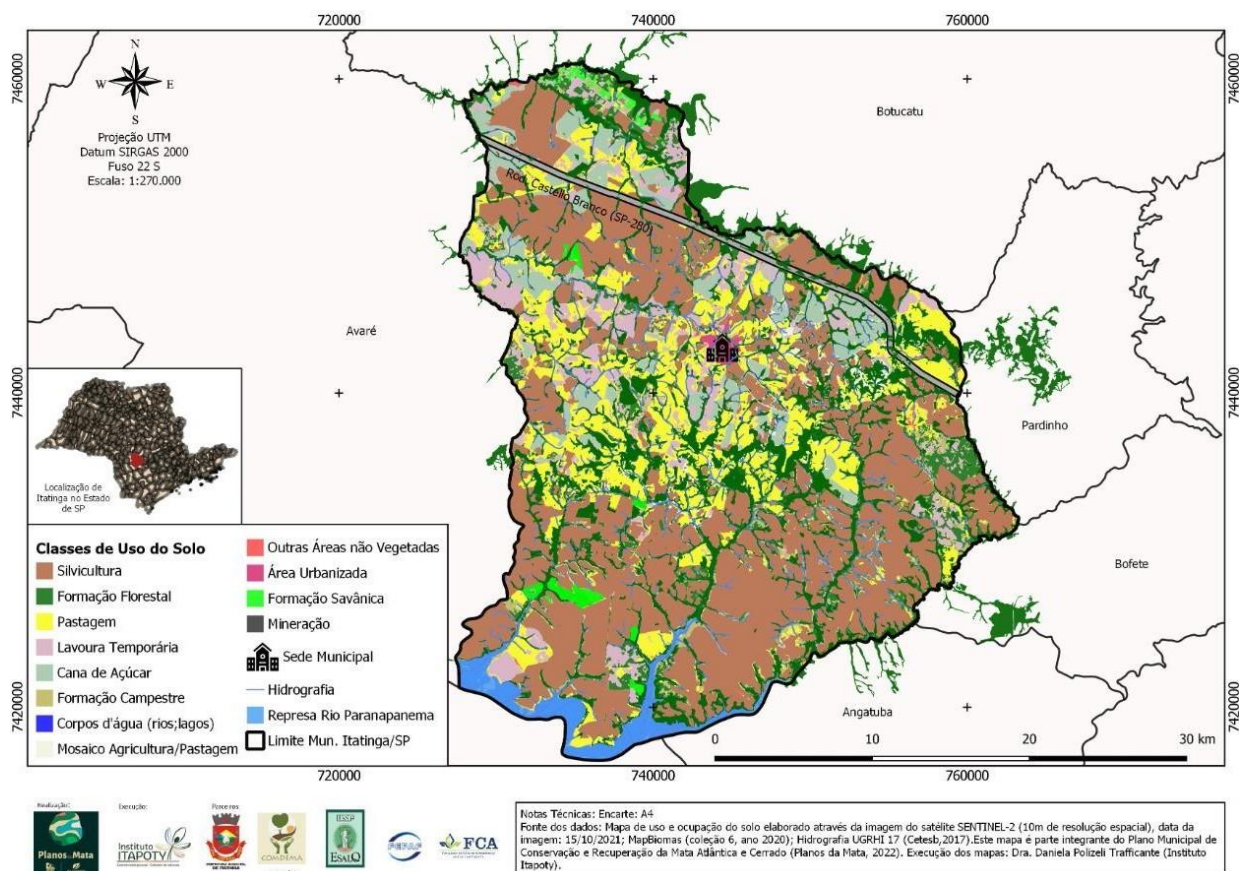 720000
740000
760000
7460000
7460000
N
W
E
S
Projeção UTM
Datum SIRGAS 2000
Fuso 22 S
Escala: 1:270.000
Botucatu
Rod. Castello Branco (SP-280)
Avaré
7440000
7440000
Pardinho
Localização de
Itatinga no Estado
de SP
Bofete
Classes de Uso do Solo
Silvicultura
Formação Florestal
Pastagem
Lavoura Temporária
Cana de Açúcar
Formação Campestre
Corpos d'água (rios;lagos)
Mosaico Agricultura/Pastagem
Outras Áreas não Vegetadas
Área Urbanizada
Formação Savânica
Mineração
Sede Municipal
Hidrografia
Represa Rio Paranapanema
Limite Mun. Itatinga/SP
7420000
7420000
Angatuba
0 10 20 30 km
720000
740000
760000
Realização:
Execução:
Parceiros
Planos da Mata
Instituto
ITAPOTY
COMDEMA
ESALQ
FEPAF
FCA
Notas Técnicas: Encarte: A4
Fonte dos dados: Mapa de uso e ocupação do solo elaborado através da imagem do satélite SENTINEL-2 (10m de resolução espacial), data da
imagem: 15/10/2021; MapBiomas (coleção 6, ano 2020); Hidrografia UGRHI 17 (Cetesb,2017).Este mapa é parte integrante do Plano Municipal de
Conservação e Recuperação da Mata Atlântica e Cerrado (Planos da Mata, 2022). Execução dos mapas: Dra. Daniela Polizeli Trafficante (Instituto
Itapoty).